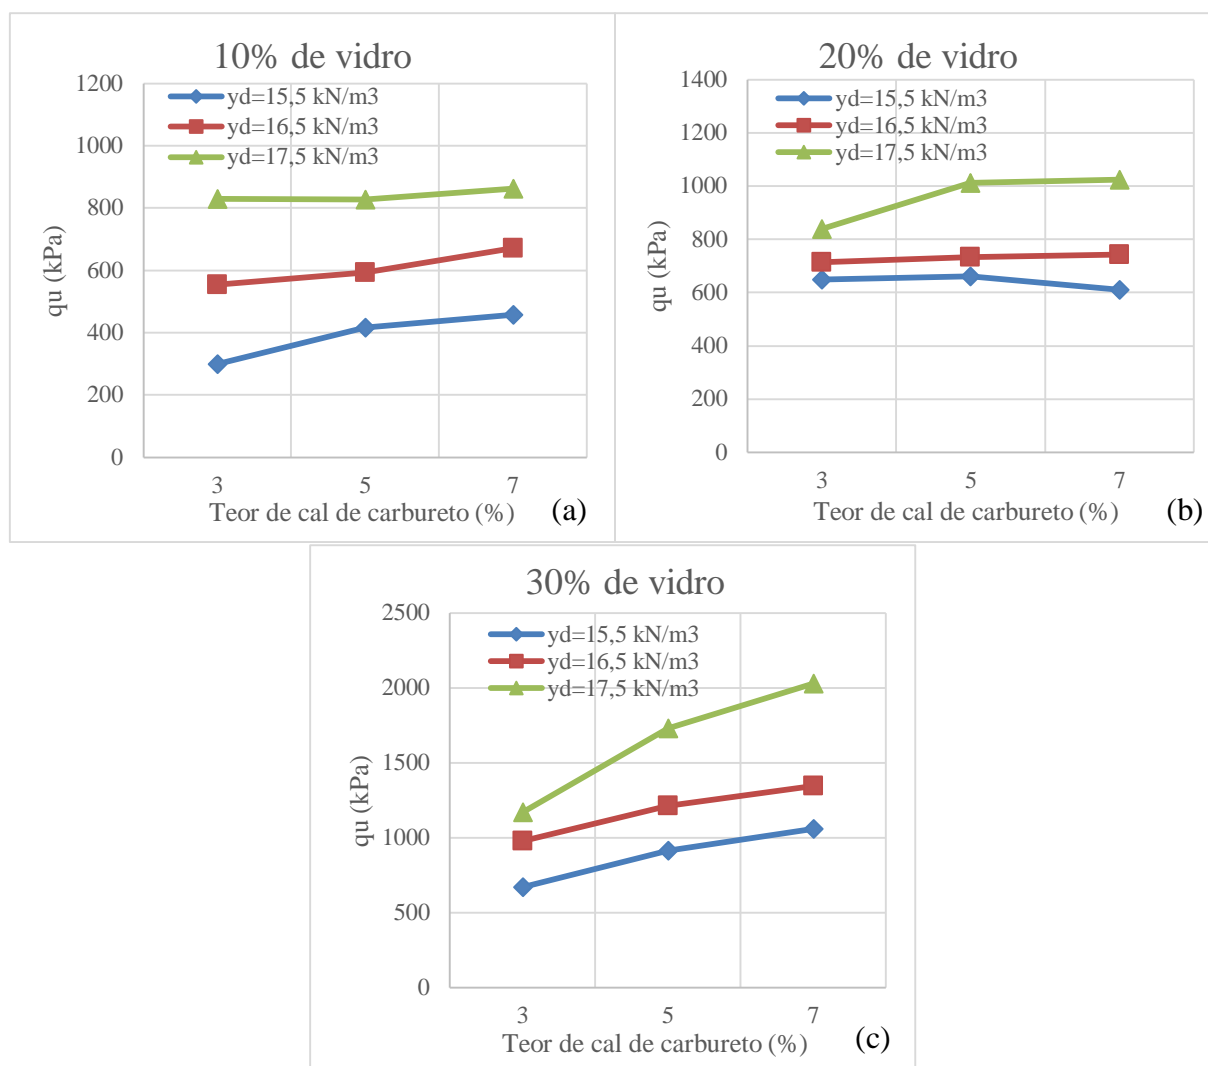 10% de vidro
1200
1000
800
600
400
200
0
qu (kPa)
yd=15,5 kN/m3
yd=16,5 kN/m3
yd=17,5 kN/m3
3 5 7
Teor de cal de carbureto (%)
(a)
20% de vidro
1400
1200
1000
800
600
400
200
0
qu (kPa)
yd=15,5 kN/m3
yd=16,5 kN/m3
yd=17,5 kN/m3
3 5 7
Teor de cal de carbureto (%)
(b)
30% de vidro
2500
2000
1500
1000
500
0
qu (kPa)
yd=15,5 kN/m3
yd=16,5 kN/m3
yd=17,5 kN/m3
3 5 7
Teor de cal de carbureto (%)
(c)